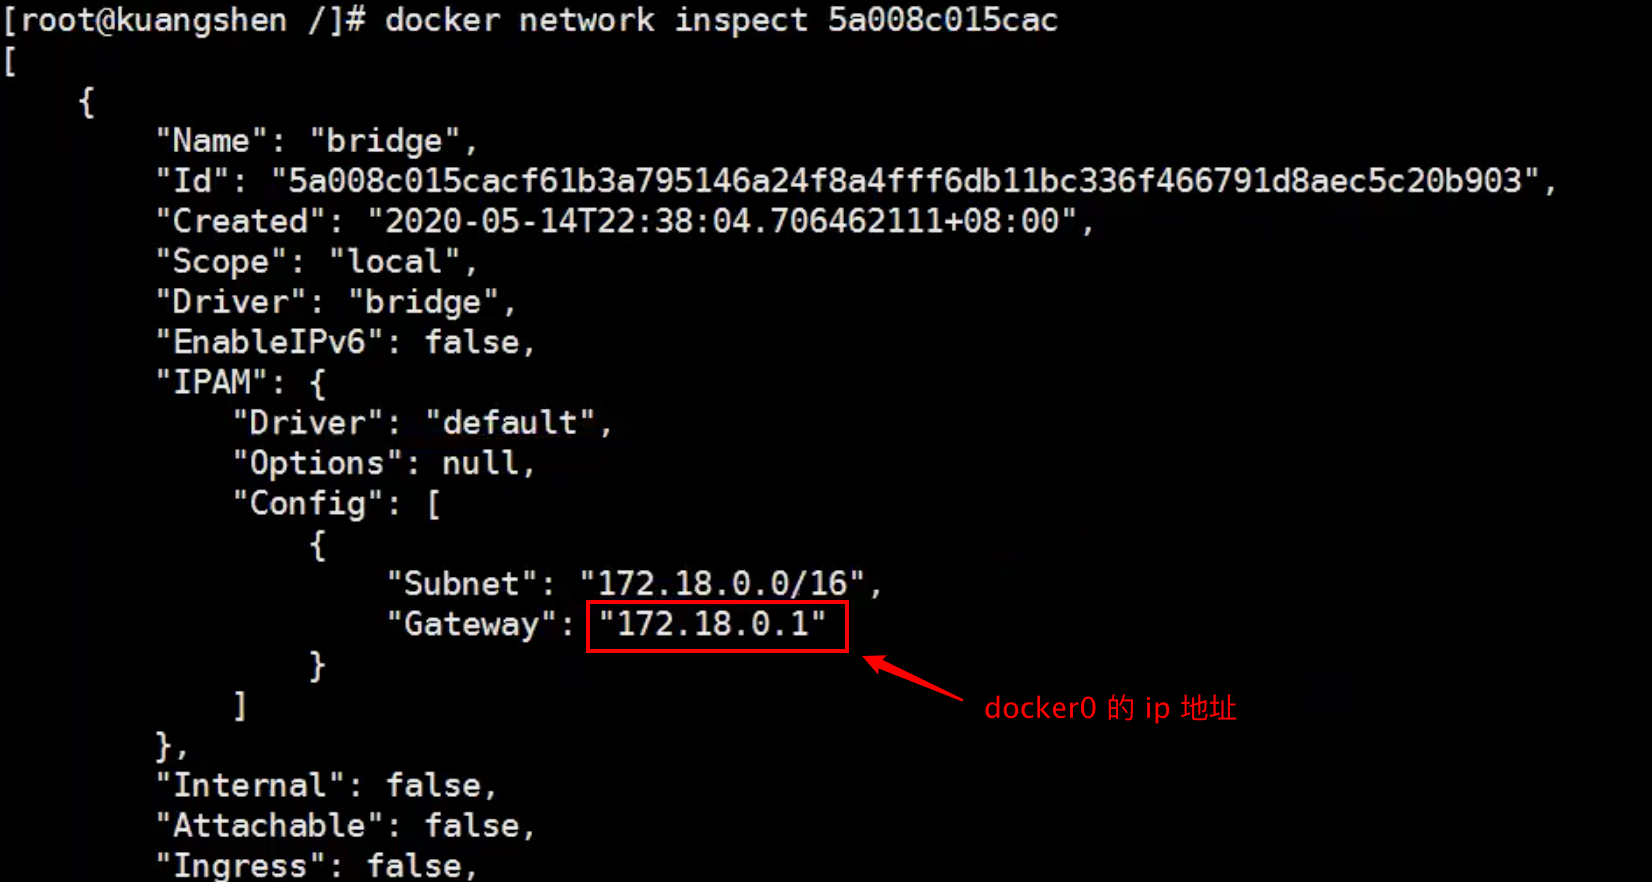 [root@kuangshen /]# docker network inspect 5a008c015cac
[
    {
        "Name": "bridge",
        "Id": "5a008c015cacf61b3a795146a24f8a4fff6db11bc336f466791d8aec5c20b903",
        "Created": "2020-05-14T22:38:04.706462111+08:00",
        "Scope": "local",
        "Driver": "bridge",
        "EnableIPv6": false,
        "IPAM": {
            "Driver": "default",
            "Options": null,
            "Config": [
                {
                    "Subnet": "172.18.0.0/16",
                    "Gateway": "172.18.0.1"
                }
            ]
docker0 的 ip 地址
        },
        "Internal": false,
        "Attachable": false,
        "Ingress": false,